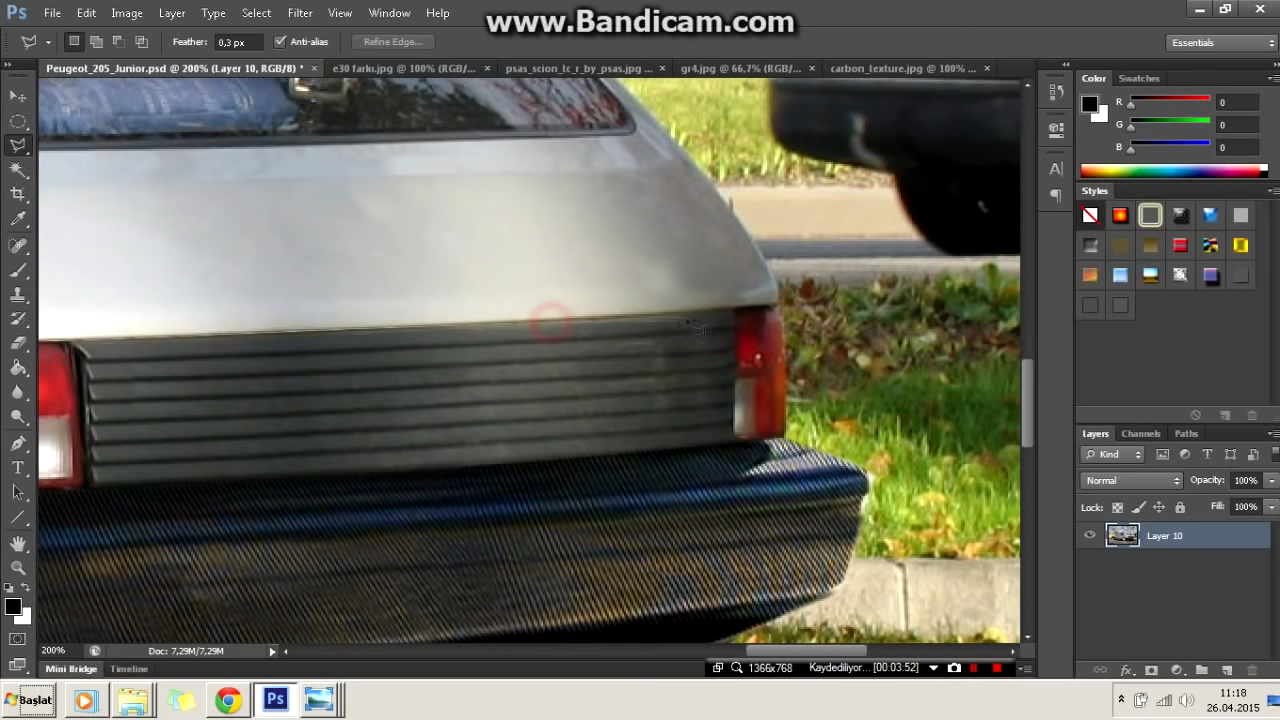 www.Bandicam.com
Ps File Edit Image Layer Type Select Filter View Window Help
Feather: 0,3 px Anti-alias Refine Edge... Essentials
Peugeot_205_Junior.psd @ 200% (Layer 10, RGB/8) * × e30 farkı.jpg @ 100% (RGB/... × psas_scion_tc_r_by_psas.jpg ... × gr4.jpg @ 66,7% (RGB/... × carbon_texture.jpg @ 100% ... ×
Color Swatches
R 0
G 0
B 0
Styles
Layers Channels Paths
Kind
Normal Opacity: 100%
Lock: Fill: 100%
Layer 10
200% Doc: 7,29M/7,29M
Mini Bridge Timeline
1366x768 Kaydediliyor... [00:03:52]
Başlat
Ps
11:18
26.04.2015